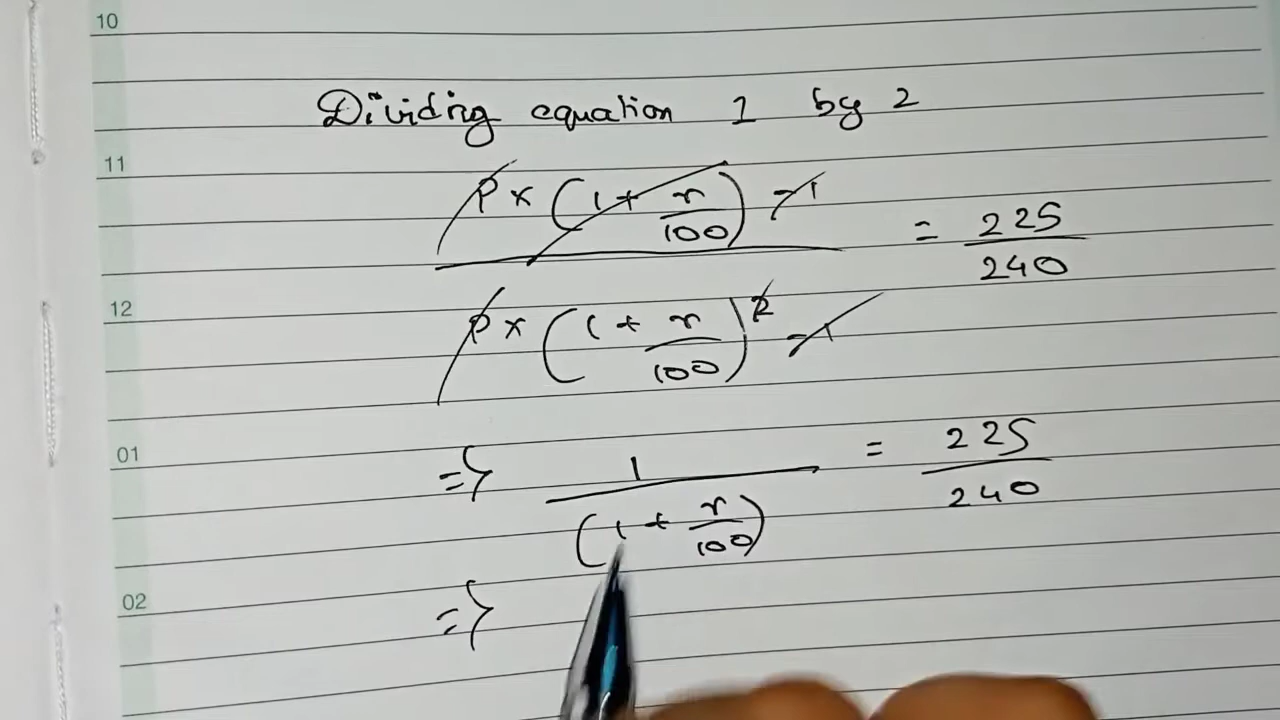 10
Dividing equation 1 by 2
11
P x (1 + r/100) - 1
= 225/240
12
P x (1 + r/100)^2 - 1
01
=> 1/(1 + r/100) = 225/240
02
=>